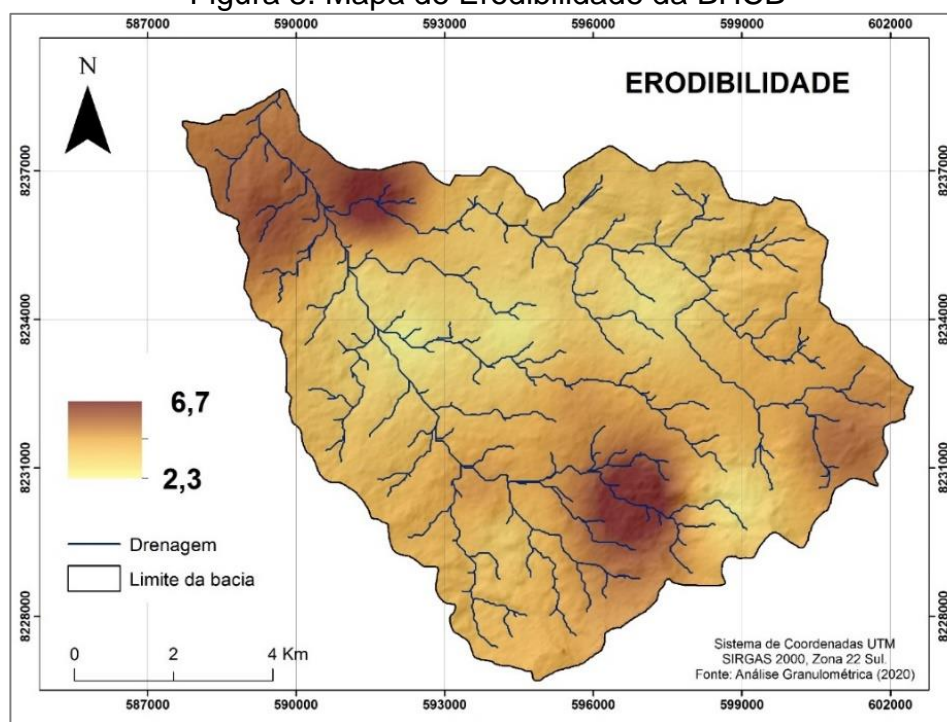 Figura 8: Mapa de Erodibilidade da BHSB
587000 590000 593000 596000 599000 602000
N
ERODIBILIDADE
8237000 8237000
8234000 8234000
6,7
2,3
8231000 8231000
Drenagem
Limite da bacia
8228000 8228000
0 2 4 Km
Sistema de Coordenadas UTM
SIRGAS 2000, Zona 22 Sul.
Fonte: Análise Granulométrica (2020)
587000 590000 593000 596000 599000 602000